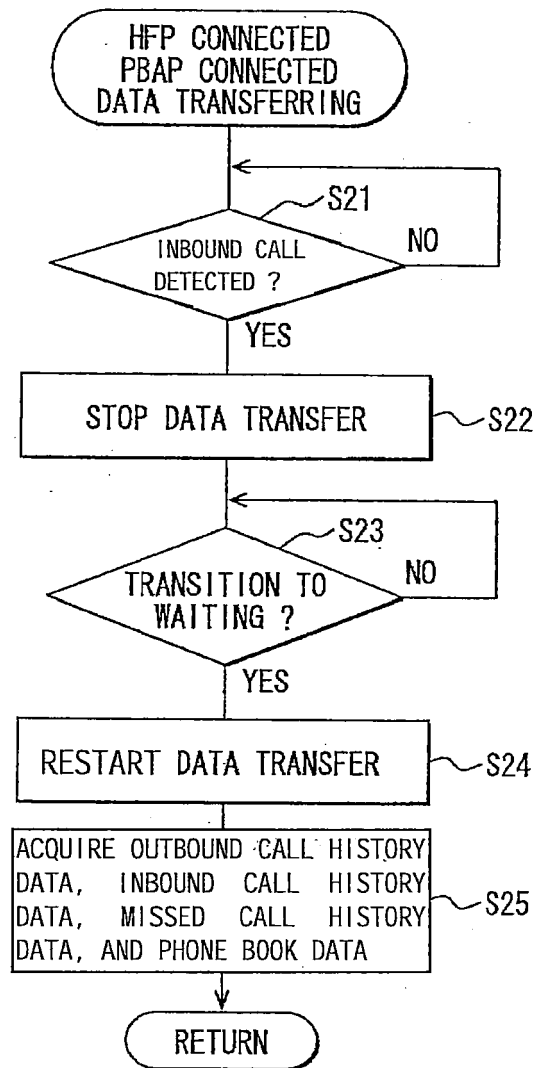 HFP CONNECTED
PBAP CONNECTED
DATA TRANSFERRING
S21
INBOUND CALL
DETECTED ?
NO
YES
STOP DATA TRANSFER
S22
S23
TRANSITION TO
WAITING ?
NO
YES
RESTART DATA TRANSFER
S24
ACQUIRE OUTBOUND CALL HISTORY
DATA, INBOUND CALL HISTORY
DATA, MISSED CALL HISTORY
DATA, AND PHONE BOOK DATA
S25
RETURN